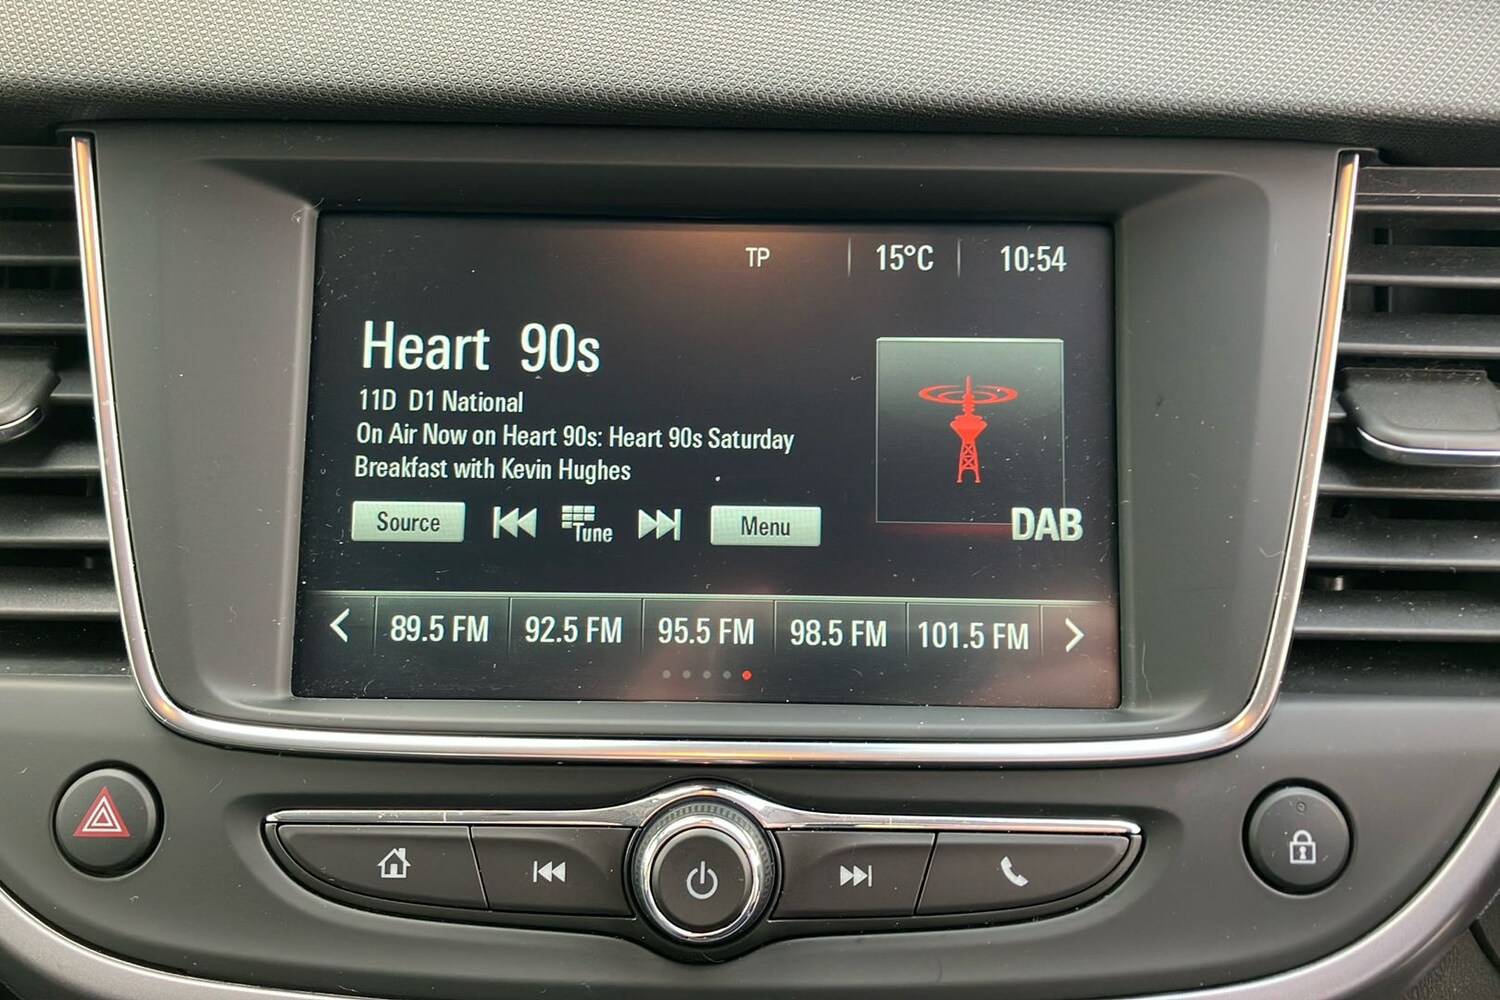 TP 15°C 10:54
Heart 90s
11D D1 National
On Air Now on Heart 90s: Heart 90s Saturday
Breakfast with Kevin Hughes
Source Tune Menu
DAB
89.5 FM 92.5 FM 95.5 FM 98.5 FM 101.5 FM